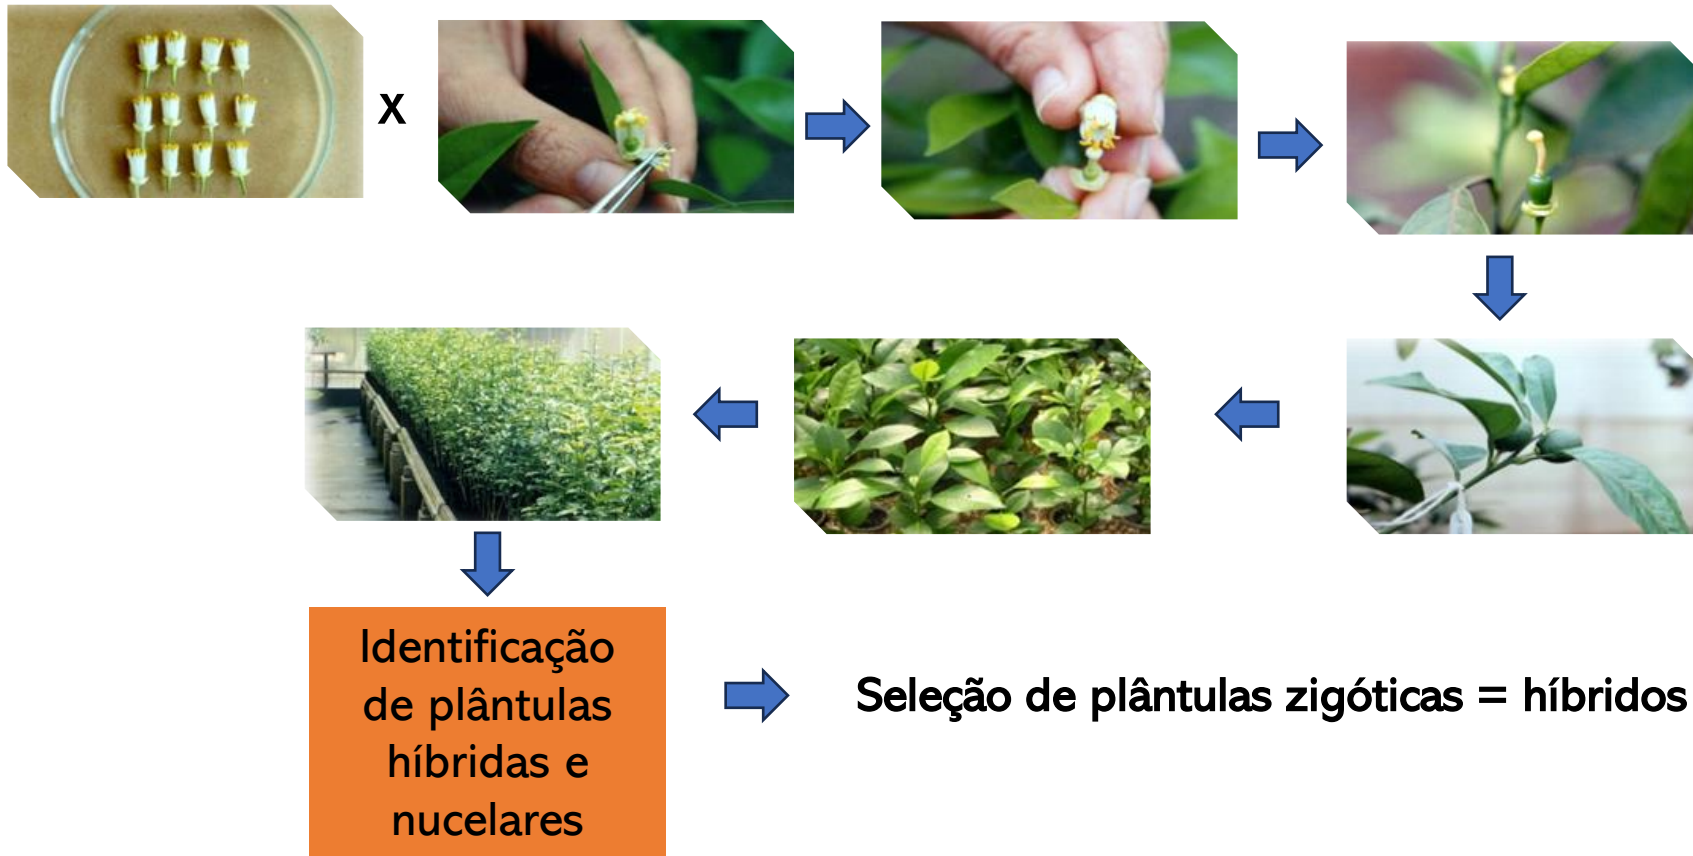 X
Identificação
de plântulas
híbridas e
nucelares
Seleção de plântulas zigóticas = híbridos